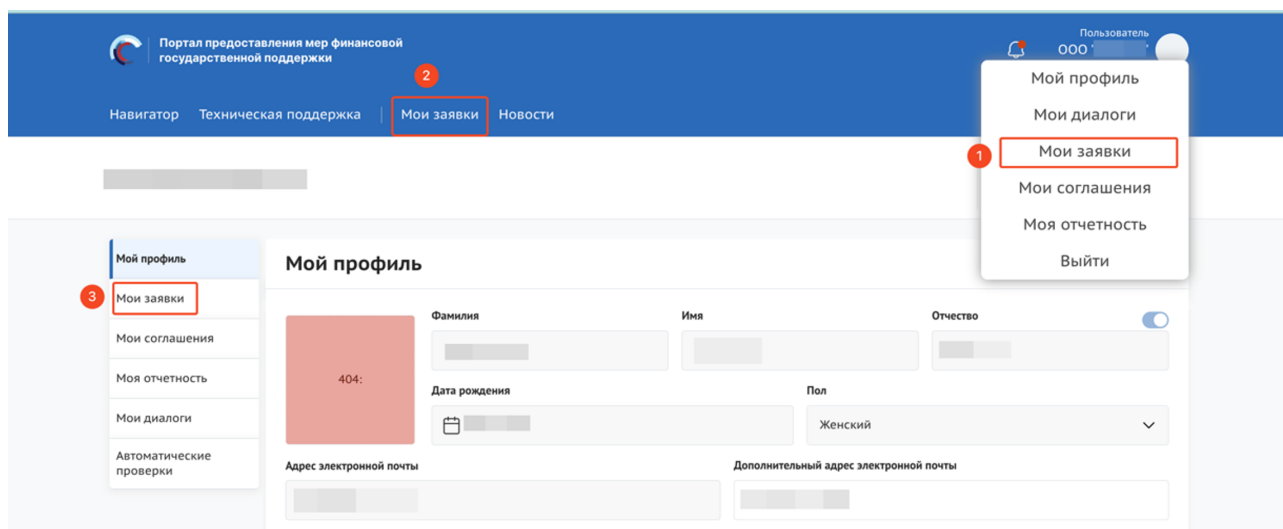 Портал предоставления мер финансовой
государственной поддержки
Пользователь
ООО "
2
Навигатор Техническая поддержка | Мои заявки Новости
Мой профиль
Мои диалоги
1 Мои заявки
Мои соглашения
Моя отчетность
Выйти
Мой профиль
3 Мои заявки
Мои соглашения
Моя отчетность
Мои диалоги
Автоматические
проверки
Мой профиль
404:
Фамилия Имя Отчество
Дата рождения Пол
Женский
Адрес электронной почты Дополнительный адрес электронной почты